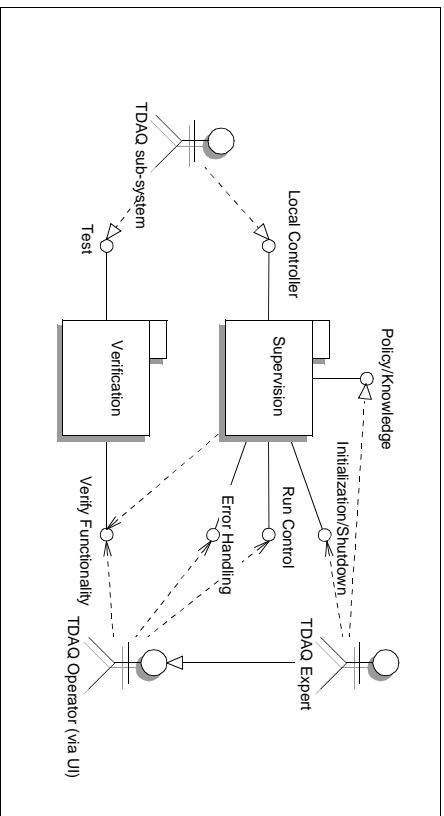 Policy/Knowledge
Initialization/Shutdown
TDAQ Expert
Local Controller
Supervision
Run Control
Error Handling
TDAQ sub-system
Verification
Test
Verify Functionality
TDAQ Operator (via UI)